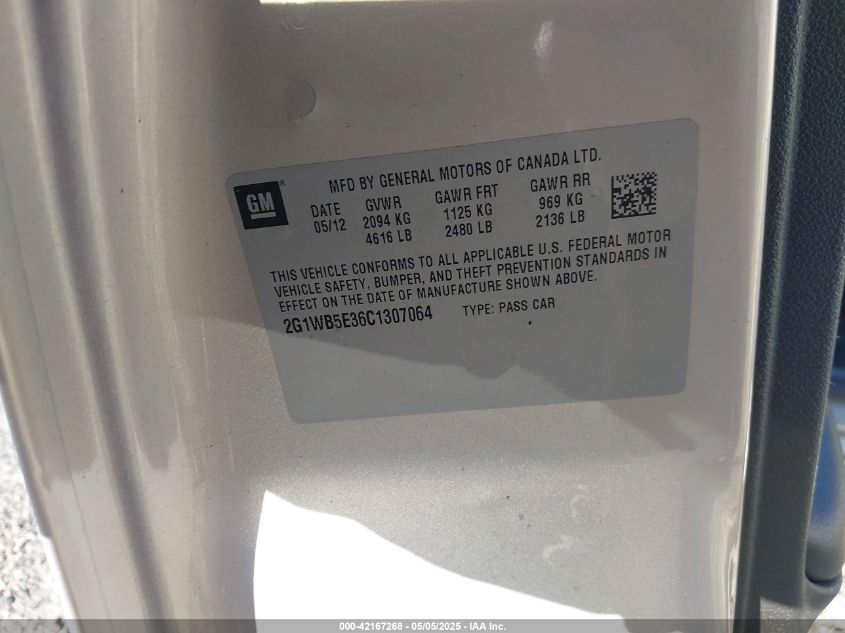 GM ®
MFD BY GENERAL MOTORS OF CANADA LTD.
DATE GVWR GAWR FRT GAWR RR
05/12 2094 KG 1125 KG 969 KG
4616 LB 2480 LB 2136 LB
THIS VEHICLE CONFORMS TO ALL APPLICABLE U.S. FEDERAL MOTOR
VEHICLE SAFETY, BUMPER, AND THEFT PREVENTION STANDARDS IN
EFFECT ON THE DATE OF MANUFACTURE SHOWN ABOVE.
2G1WB5E36C1307064 TYPE: PASS CAR
000-42167268 - 05/05/2025 - IAA Inc.